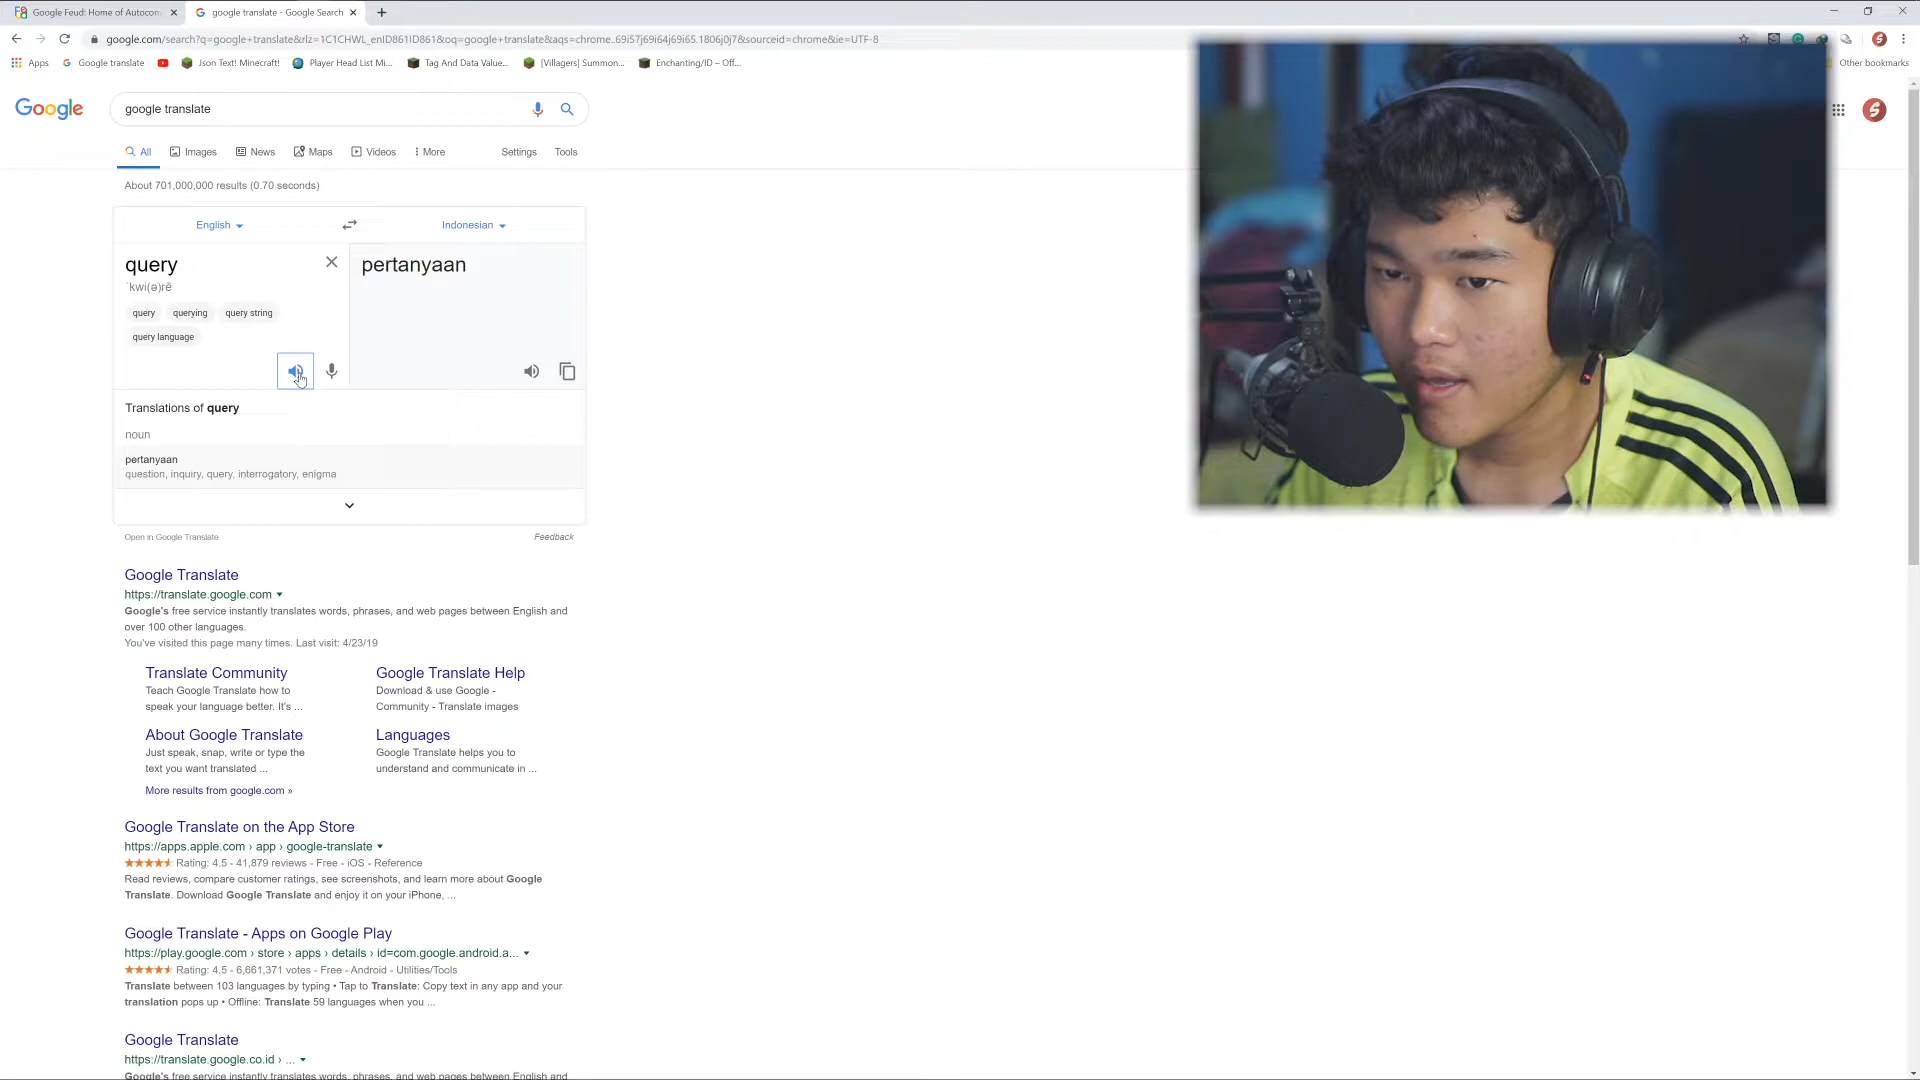 Google Feud: Home of Autocom
google translate - Google Search
google.com/search?q=google+translate&rlz=1C1CHWL_enID861ID861&oq=google+translate&aqs=chrome..69i57j69i64j69i65.1806j0j7&sourceid=chrome&ie=UTF-8
Apps
Google translate
Json Text! Minecraft!
Player Head List Mi...
Tag And Data Value...
[Villagers] Summon...
Enchanting/ID – Off...
Other bookmarks
Google
google translate
All
Images
News
Maps
Videos
More
Settings
Tools
About 701,000,000 results (0.70 seconds)
English
Indonesian
query
pertanyaan
ˈkwi(ə)rē
query
querying
query string
query language
Translations of query
noun
pertanyaan
question, inquiry, query, interrogatory, enigma
Open in Google Translate
Feedback
Google Translate
https://translate.google.com
Google's free service instantly translates words, phrases, and web pages between English and
over 100 other languages.
You've visited this page many times. Last visit: 4/23/19
Translate Community
Teach Google Translate how to
speak your language better. It's ...
Google Translate Help
Download & use Google -
Community - Translate images
About Google Translate
Just speak, snap, write or type the
text you want translated ...
Languages
Google Translate helps you to
understand and communicate in ...
More results from google.com »
Google Translate on the App Store
https://apps.apple.com › app › google-translate
Rating: 4.5 - 41,879 reviews - Free - iOS - Reference
Read reviews, compare customer ratings, see screenshots, and learn more about Google
Translate. Download Google Translate and enjoy it on your iPhone, ...
Google Translate - Apps on Google Play
https://play.google.com › store › apps › details › id=com.google.android.a...
Rating: 4.5 - 6,661,371 votes - Free - Android - Utilities/Tools
Translate between 103 languages by typing • Tap to Translate: Copy text in any app and your
translation pops up • Offline: Translate 59 languages when you ...
Google Translate
https://translate.google.co.id › ...
Google's free service instantly translates words, phrases, and web pages between English and